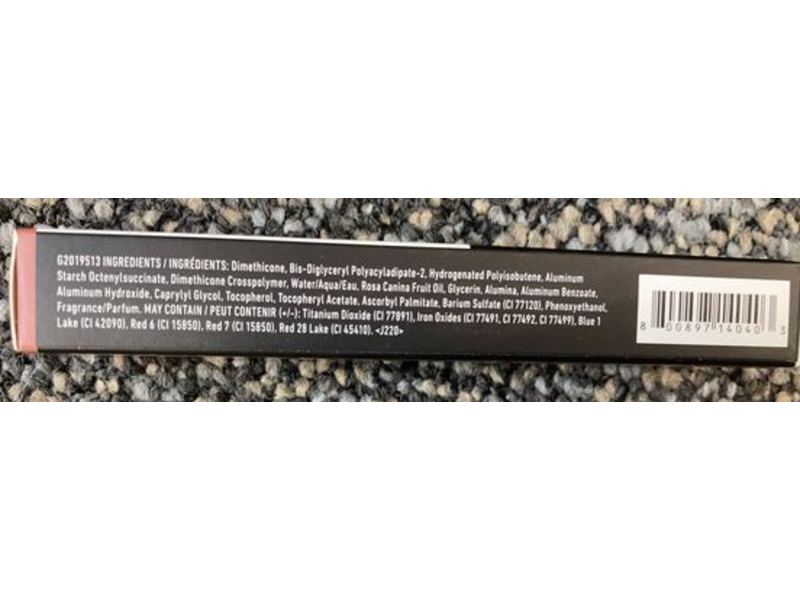 G2019513 INGREDIENTS / INGRÉDIENTS: Dimethicone, Bis-Diglyceryl Polyacyladipate-2, Hydrogenated Polyisobutene, Aluminum
Starch Octenylsuccinate, Dimethicone Crosspolymer, Water/Aqua/Eau, Rosa Canina Fruit Oil, Glycerin, Alumina, Aluminum Benzoate,
Aluminum Hydroxide, Caprylyl Glycol, Tocopherol, Tocopheryl Acetate, Ascorbyl Palmitate, Barium Sulfate (CI 77120), Phenoxyethanol,
Fragrance/Parfum. MAY CONTAIN / PEUT CONTENIR (+/-): Titanium Dioxide (CI 77891), Iron Oxides (CI 77491, CI 77492, CI 77499), Blue 1
Lake (CI 42090), Red 6 (CI 15850), Red 7 (CI 15850), Red 28 Lake (CI 45410). <J220>
8 00897 14040 3